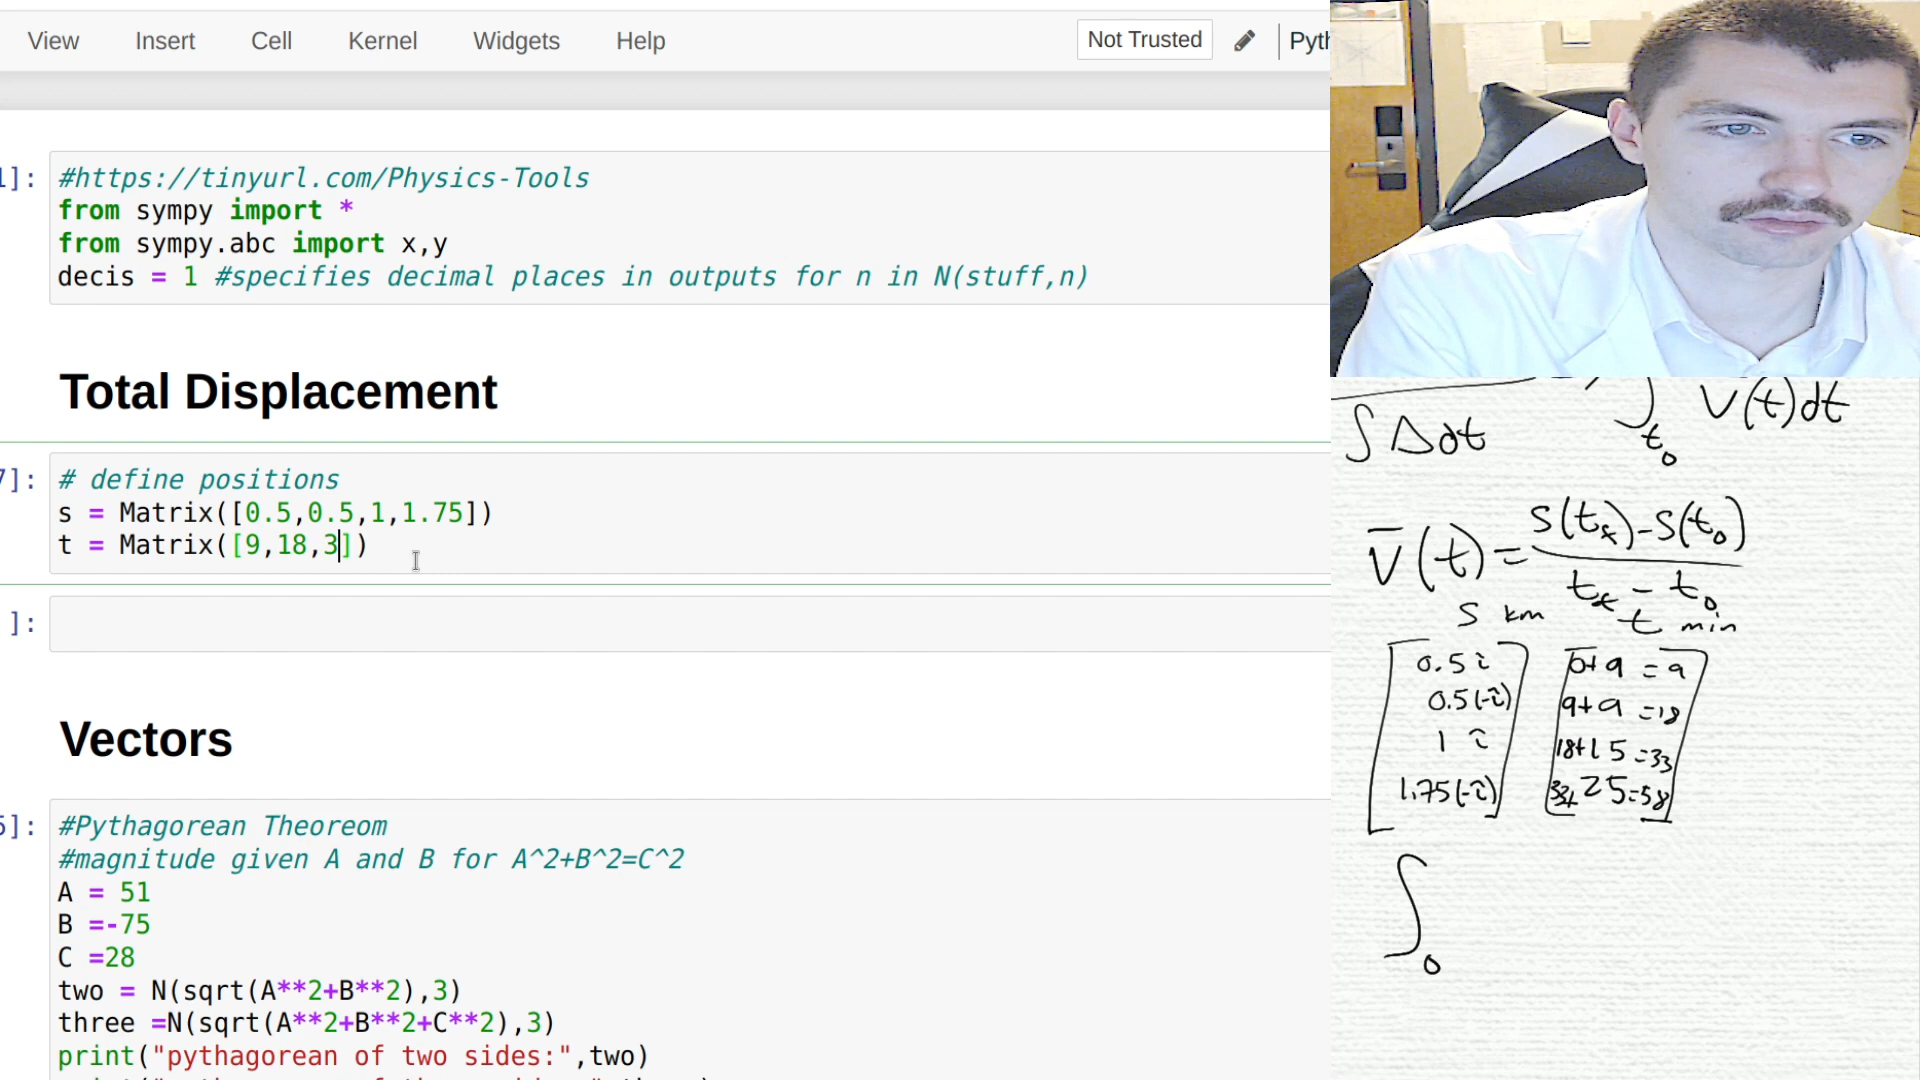 View Insert Cell Kernel Widgets Help Not Trusted Pyth
1]: #https://tinyurl.com/Physics-Tools
from sympy import *
from sympy.abc import x,y
decis = 1 #specifies decimal places in outputs for n in N(stuff,n)
Total Displacement
7]: # define positions
s = Matrix([0.5,0.5,1,1.75])
t = Matrix([9,18,3])
]:
Vectors
5]: #Pythagorean Theoreom
#magnitude given A and B for A^2+B^2=C^2
A = 51
B =-75
C =28
two = N(sqrt(A**2+B**2),3)
three =N(sqrt(A**2+B**2+C**2),3)
print("pythagorean of two sides:",two)
∫ Δdt ∫t₀ V(t)dt
v̄(t) = s(tₓ)-s(t₀)
tₓ - t₀
s km t min
0.5 î 0+9 = 9
0.5(-î) 9+9 =18
1 î 18+15 =33
1.75(-î) 33+25=58
∫0